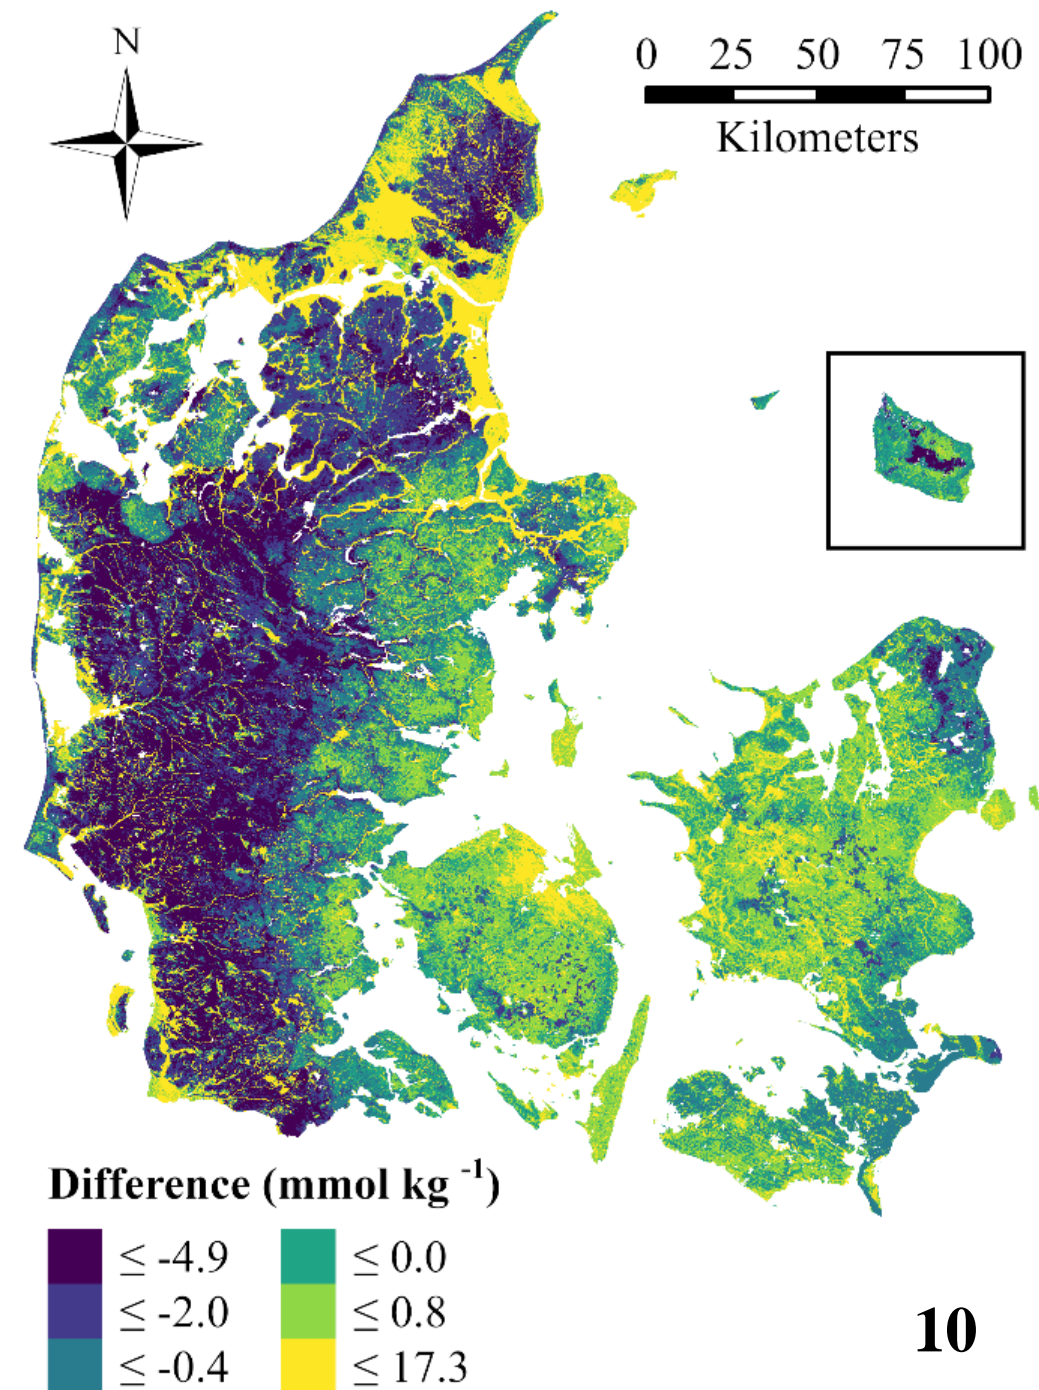 N
0 25 50 75 100
Kilometers
Difference (mmol kg -1)
≤ -4.9 ≤ 0.0
≤ -2.0 ≤ 0.8
≤ -0.4 ≤ 17.3
10